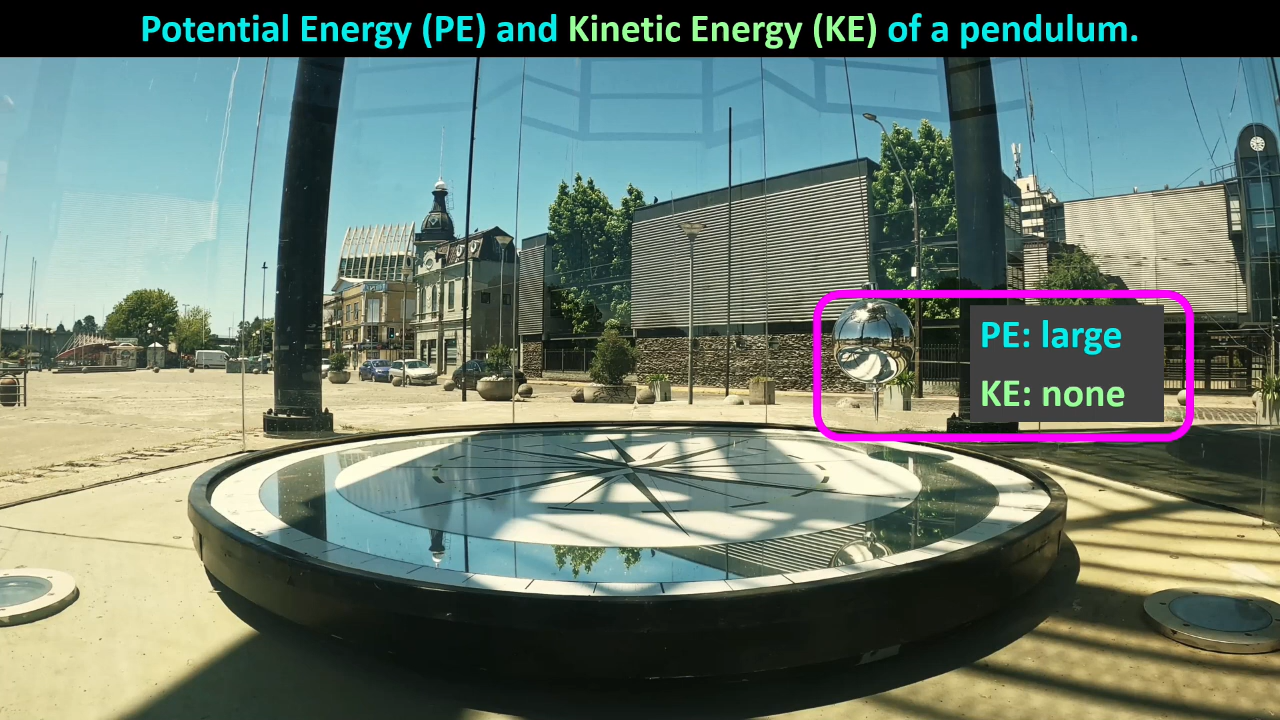 Potential Energy (PE) and Kinetic Energy (KE) of a pendulum.
PE: large
KE: none